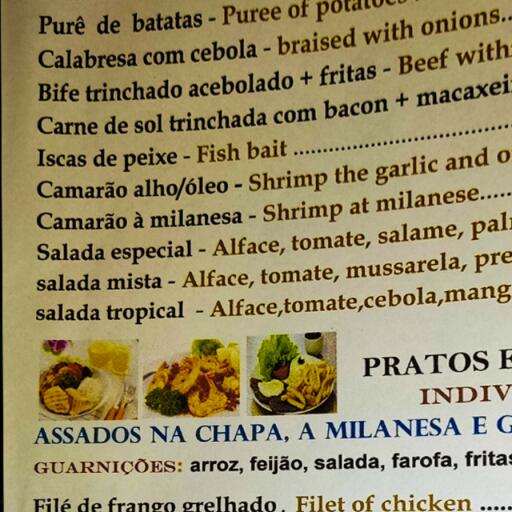 Purê de batatas - Puree of potatoes
Calabresa com cebola - braised with onions..
Bife trinchado acebolado + fritas - Beef with
Carne de sol trinchada com bacon + macaxei
Iscas de peixe - Fish bait ..............................
Camarão alho/óleo - Shrimp the garlic and o
Camarão à milanesa - Shrimp at milanese.....
Salada especial - Alface, tomate, salame, pal
salada mista - Alface, tomate, mussarela, pre
salada tropical - Alface,tomate,cebola,mang
PRATOS E
INDIV
ASSADOS NA CHAPA, A MILANESA E G
GUARNIÇÕES: arroz, feijão, salada, farofa, fritas
Filé de frango grelhado. Filet of chicken .....